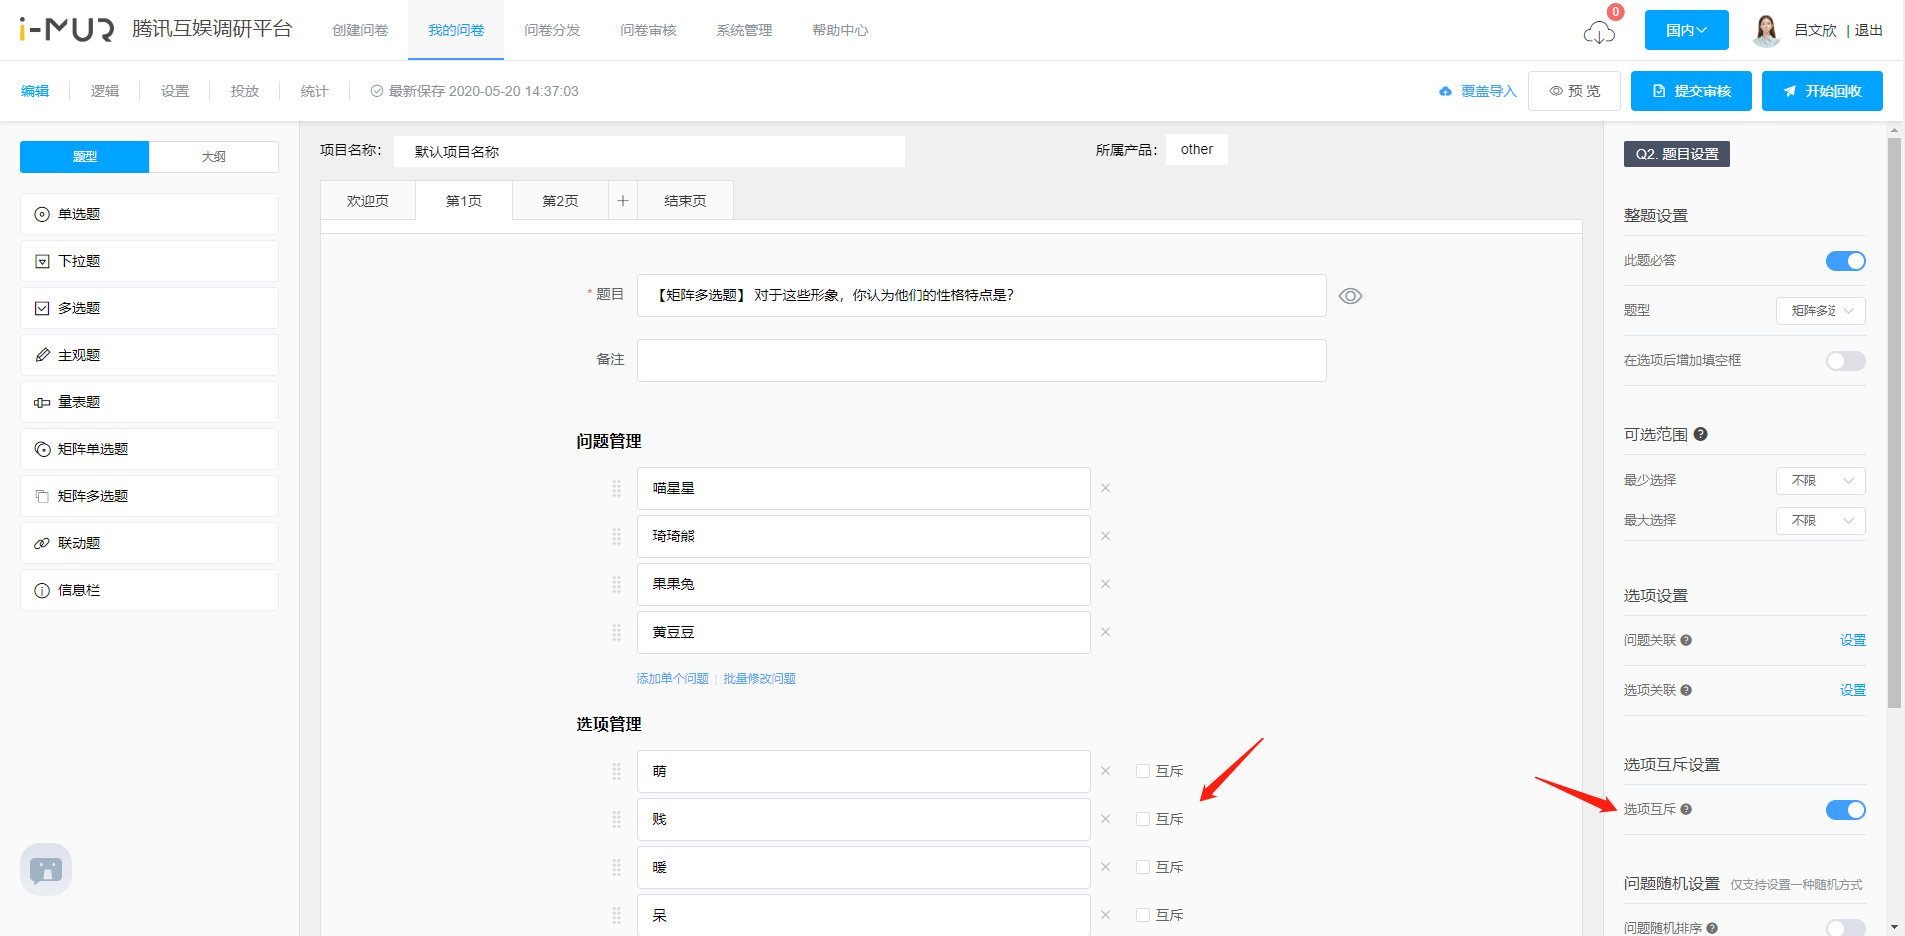 i-MUR 腾讯互娱调研平台 创建问卷 我的问卷 问卷分发 问卷审核 系统管理 帮助中心 0 国内 吕文欣 | 退出
编辑 逻辑 设置 投放 统计 最新保存 2020-05-20 14:37:03 覆盖导入 预 览 提交审核 开始回收
题型 大纲
单选题
下拉题
多选题
主观题
量表题
矩阵单选题
矩阵多选题
联动题
信息栏
项目名称： 默认项目名称 所属产品： other
欢迎页 第1页 第2页 + 结束页
* 题目 【矩阵多选题】 对于这些形象，你认为他们的性格特点是?
备注
问题管理
喵星星
琦琦熊
果果兔
黄豆豆
添加单个问题 | 批量修改问题
选项管理
萌 互斥
贱 互斥
暖 互斥
呆 互斥
Q2. 题目设置
整题设置
此题必答
题型 矩阵多选
在选项后增加填空框
可选范围
最少选择 不限
最大选择 不限
选项设置
问题关联 设置
选项关联 设置
选项互斥设置
选项互斥
问题随机设置 仅支持设置一种随机方式
问题随机排序